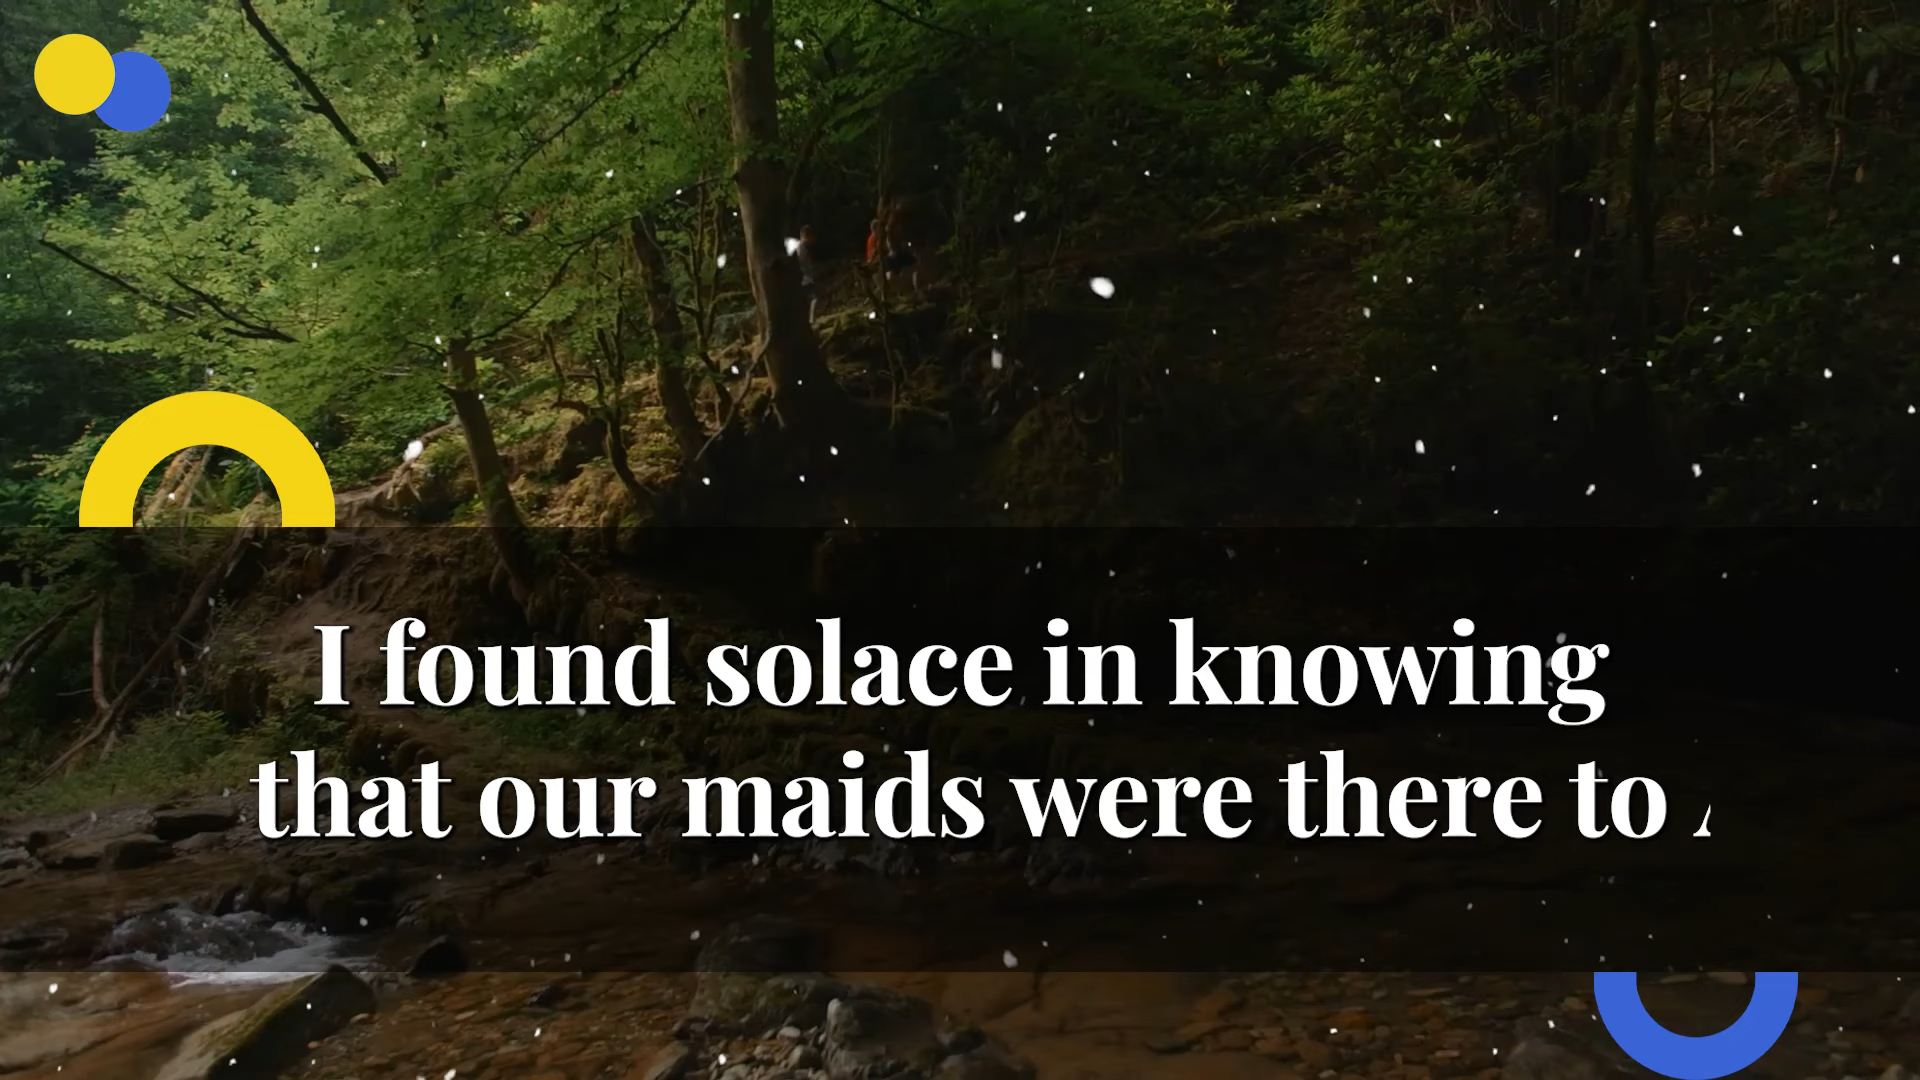 I found solace in knowing
that our maids were there to